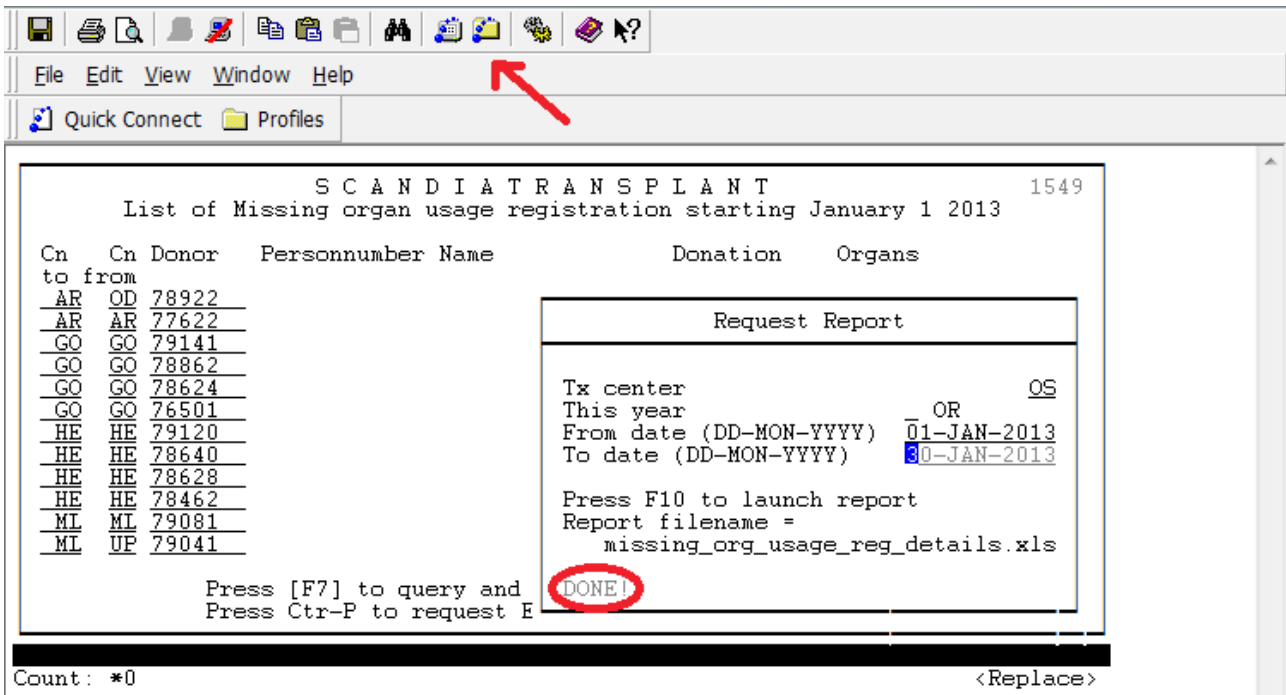 File Edit View Window Help
Quick Connect Profiles
S C A N D I A T R A N S P L A N T 1549
List of Missing organ usage registration starting January 1 2013
Cn Cn Donor Personnumber Name Donation Organs
to from
AR OD 78922
AR AR 77622
GO GO 79141
GO GO 78862
GO GO 78624
GO GO 76501
HE HE 79120
HE HE 78640
HE HE 78628
HE HE 78462
ML ML 79081
ML UP 79041
Press [F7] to query and
Press Ctr-P to request E
Request Report
Tx center OS
This year _ OR
From date (DD-MON-YYYY) 01-JAN-2013
To date (DD-MON-YYYY) 30-JAN-2013
Press F10 to launch report
Report filename =
missing_org_usage_reg_details.xls
DONE!
Count: *0 <Replace>